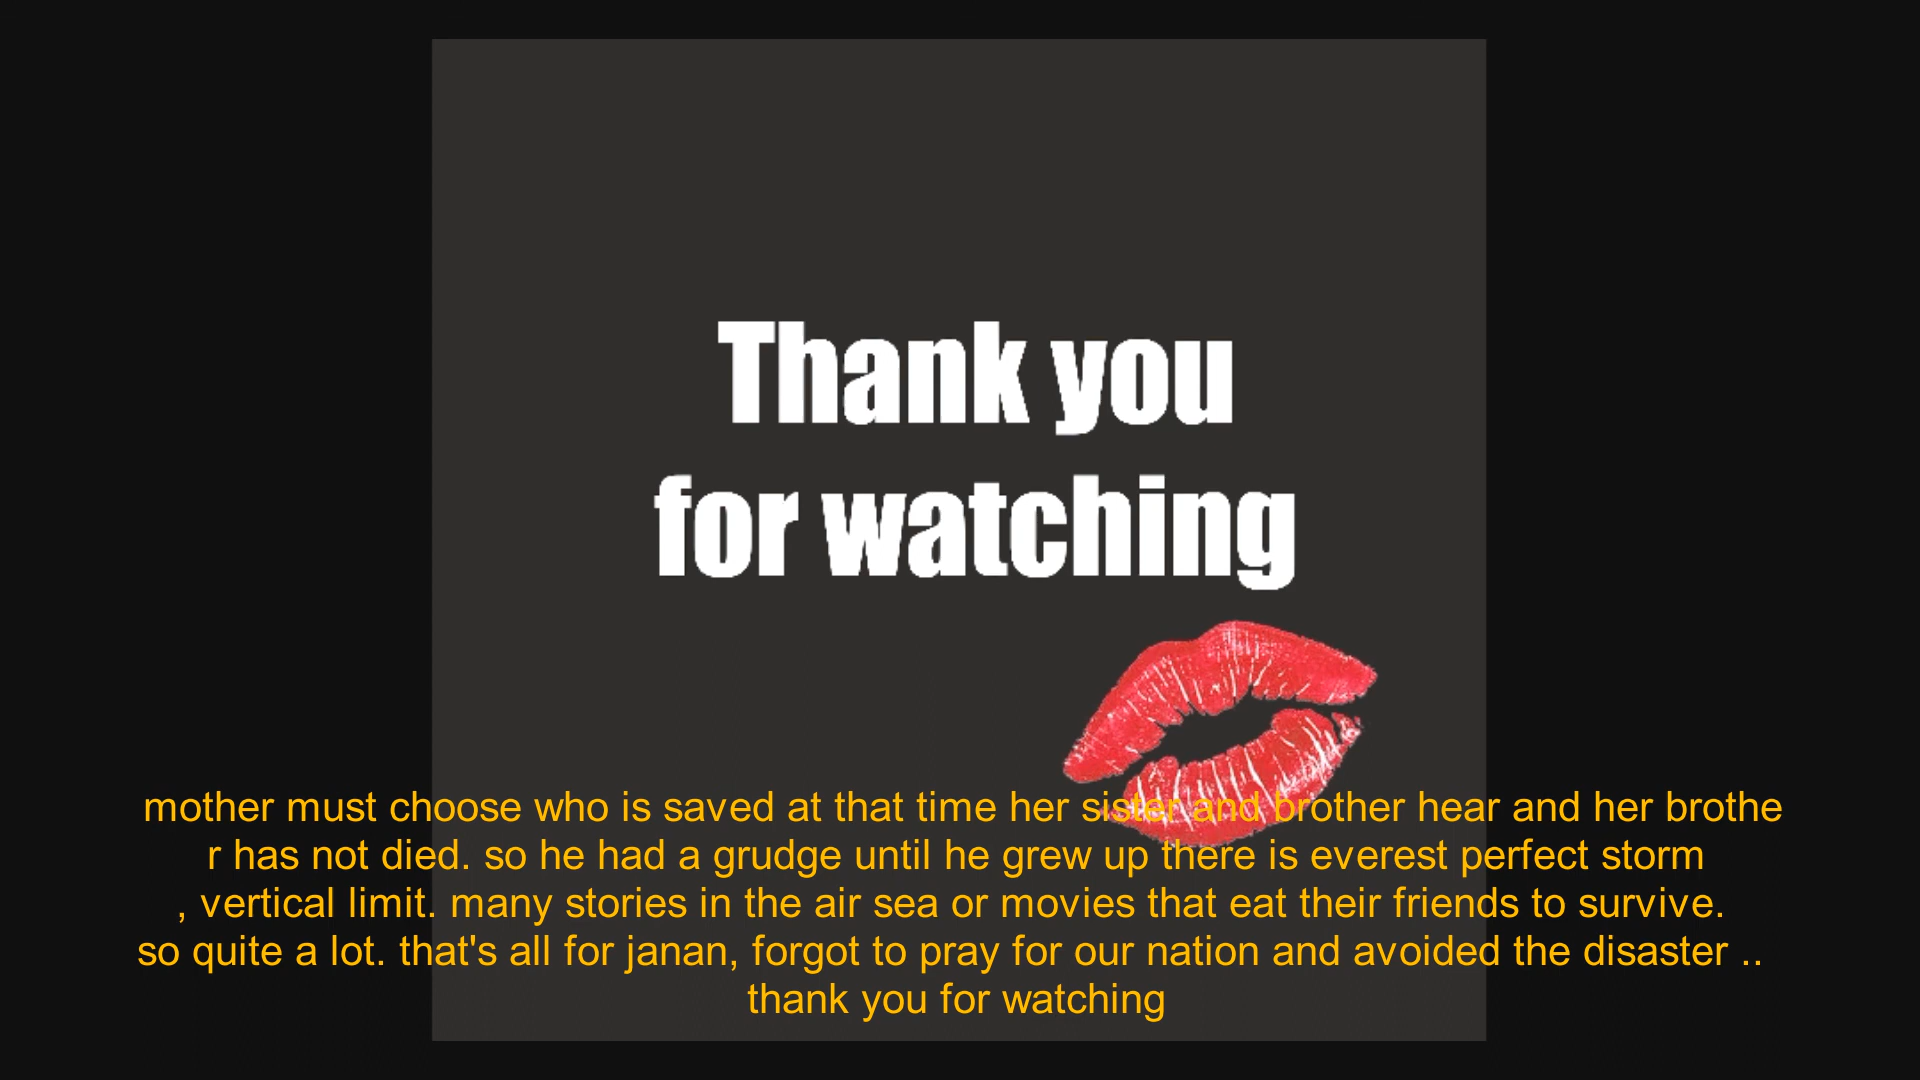 Thank you
for watching
mother must choose who is saved at that time her sister and brother hear and her brothe
r has not died. so he had a grudge until he grew up there is everest perfect storm
, vertical limit. many stories in the air sea or movies that eat their friends to survive.
so quite a lot. that's all for janan, forgot to pray for our nation and avoided the disaster ..
thank you for watching